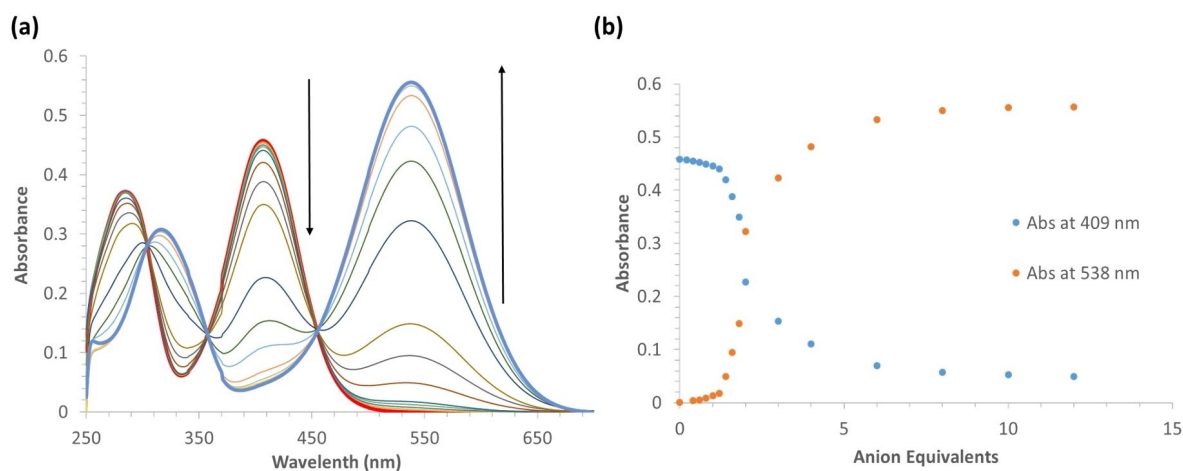 (a)
0.6
0.5
0.4
0.3
0.2
0.1
0
Absorbance
250
350
450
550
650
Wavelenth (nm)
(b)
0.6
0.5
0.4
0.3
0.2
0.1
0
Absorbance
0
5
10
15
Anion Equivalents
Abs at 409 nm
Abs at 538 nm